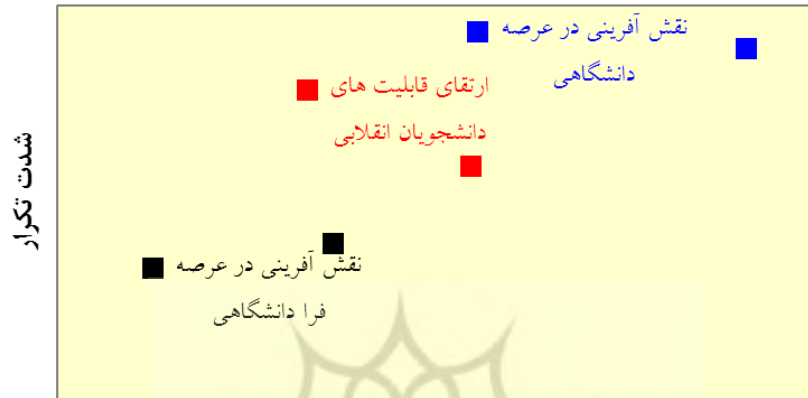 نقش آفرینی در عرصه
دانشگاهی
ارتقای قابلیت های
دانشجویان انقلابی
شدت تکرار
نقش آفرینی در عرصه
فرا دانشگاهی